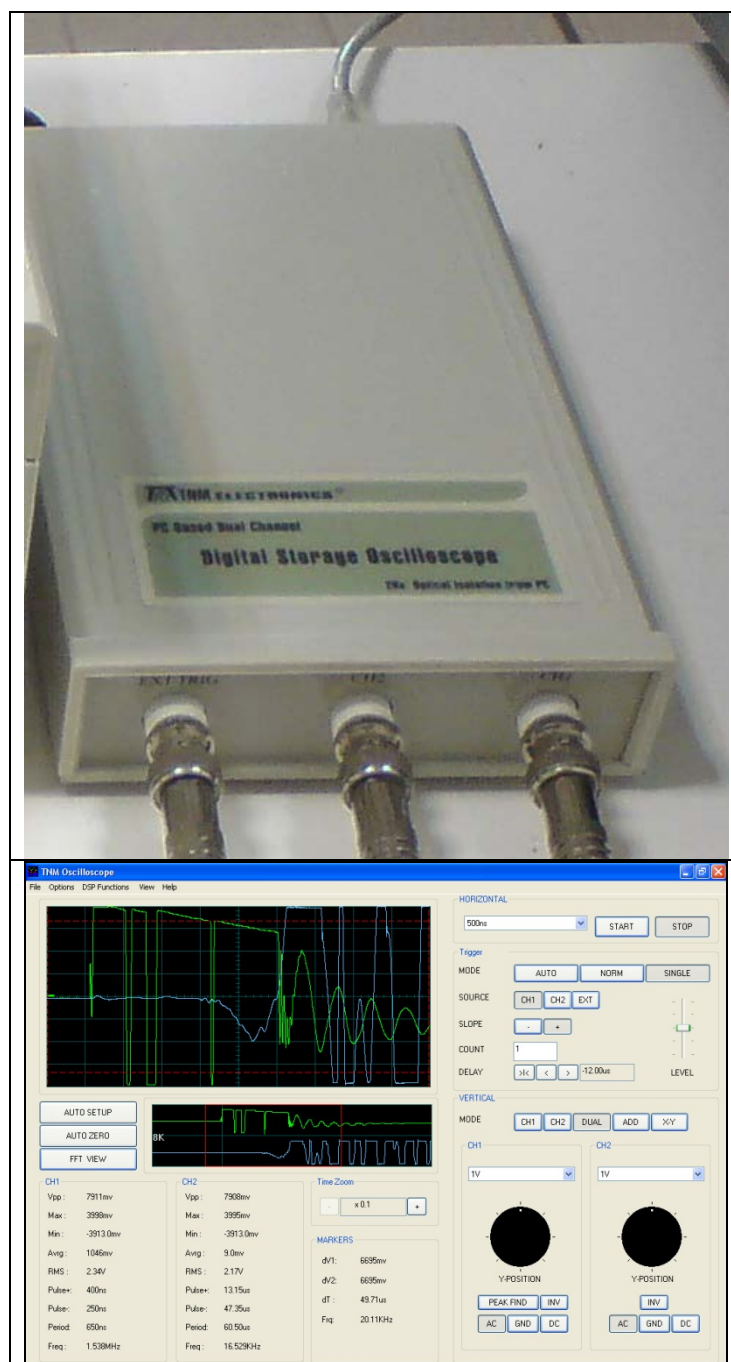 TNM ELECTRONICS®
PC Based Dual Channel
Digital Storage Oscilloscope
Optical Isolation from PC
EXT TRIG CH2 CH1
TNM Oscilloscope
File Options DSP Functions View Help
8K
AUTO SETUP
AUTO ZERO
FFT VIEW
CH1
Vpp : 7911mv
Max : 3998mv
Min : -3913.0mv
Avrg : 1046mv
RMS : 2.34V
Pulse+: 400ns
Pulse-: 250ns
Period: 650ns
Freq : 1.538MHz
CH2
Vpp : 7908mv
Max : 3995mv
Min : -3913.0mv
Avrg : 9.0mv
RMS : 2.17V
Pulse+: 13.15us
Pulse-: 47.35us
Period: 60.50us
Freq : 16.529KHz
Time Zoom
- x 0.1 +
MARKERS
dV1: 6695mv
dV2: 6695mv
dT : 49.71us
Frq: 20.11KHz
HORIZONTAL
500ns START STOP
Trigger
MODE AUTO NORM SINGLE
SOURCE CH1 CH2 EXT
SLOPE - +
COUNT 1
DELAY >|< < > -12.00us LEVEL
VERTICAL
MODE CH1 CH2 DUAL ADD X-Y
CH1 CH2
1V 1V
Y-POSITION Y-POSITION
PEAK FIND INV INV
AC GND DC AC GND DC